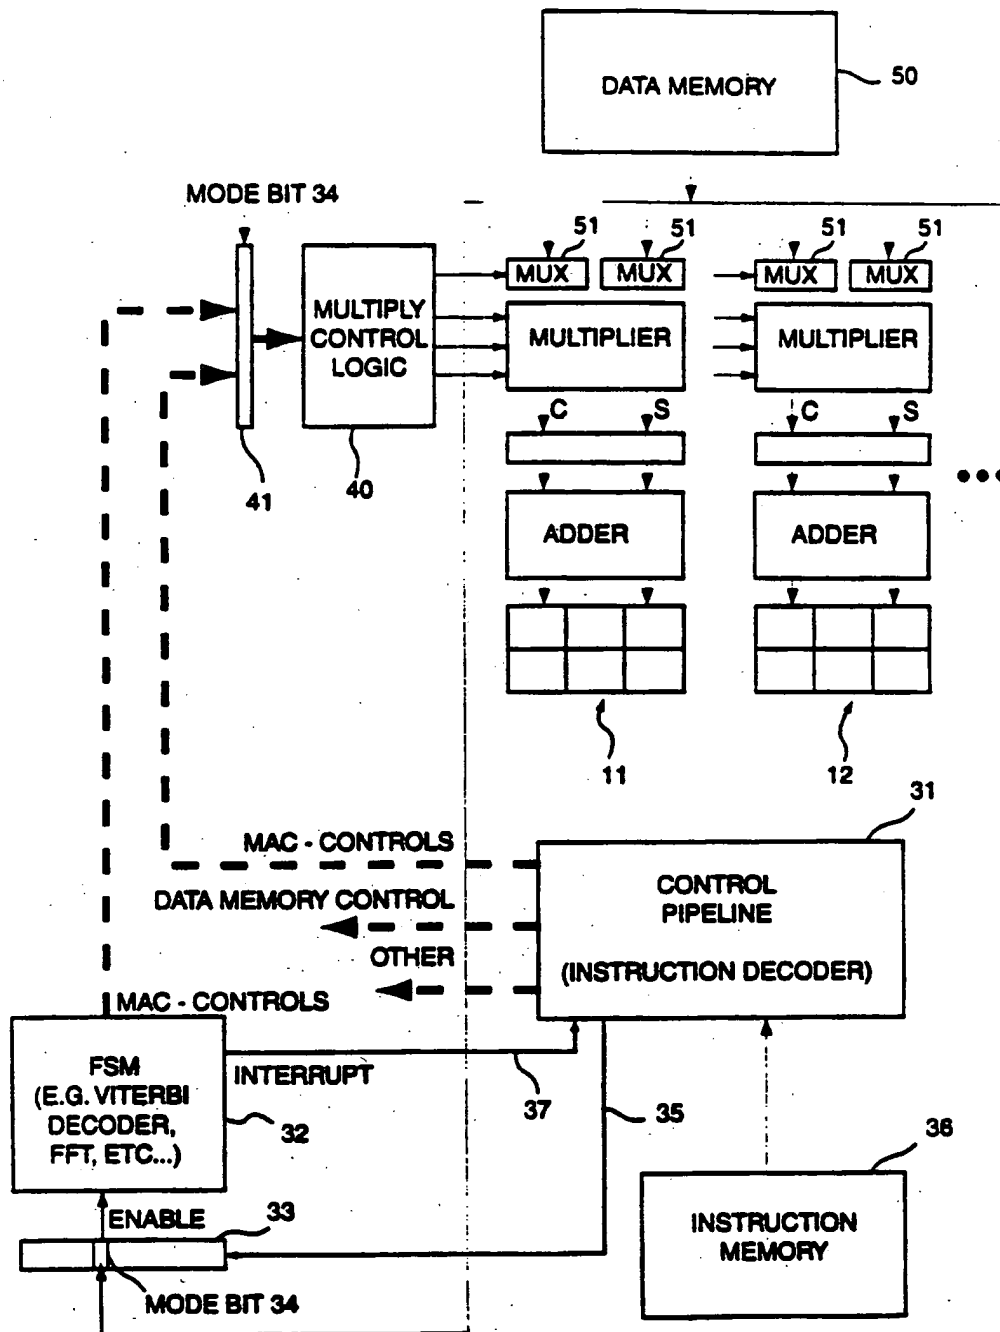 DATA MEMORY
50
MODE BIT 34
51
51
51
51
MUX
MUX
MUX
MUX
MULTIPLY
CONTROL
LOGIC
MULTIPLIER
MULTIPLIER
C
S
C
S
41
40
ADDER
ADDER
11
12
31
MAC - CONTROLS
CONTROL
PIPELINE
(INSTRUCTION DECODER)
DATA MEMORY CONTROL
OTHER
MAC - CONTROLS
FSM
(E.G. VITERBI
DECODER,
FFT, ETC...)
INTERRUPT
37
35
32
36
ENABLE
33
INSTRUCTION
MEMORY
MODE BIT 34